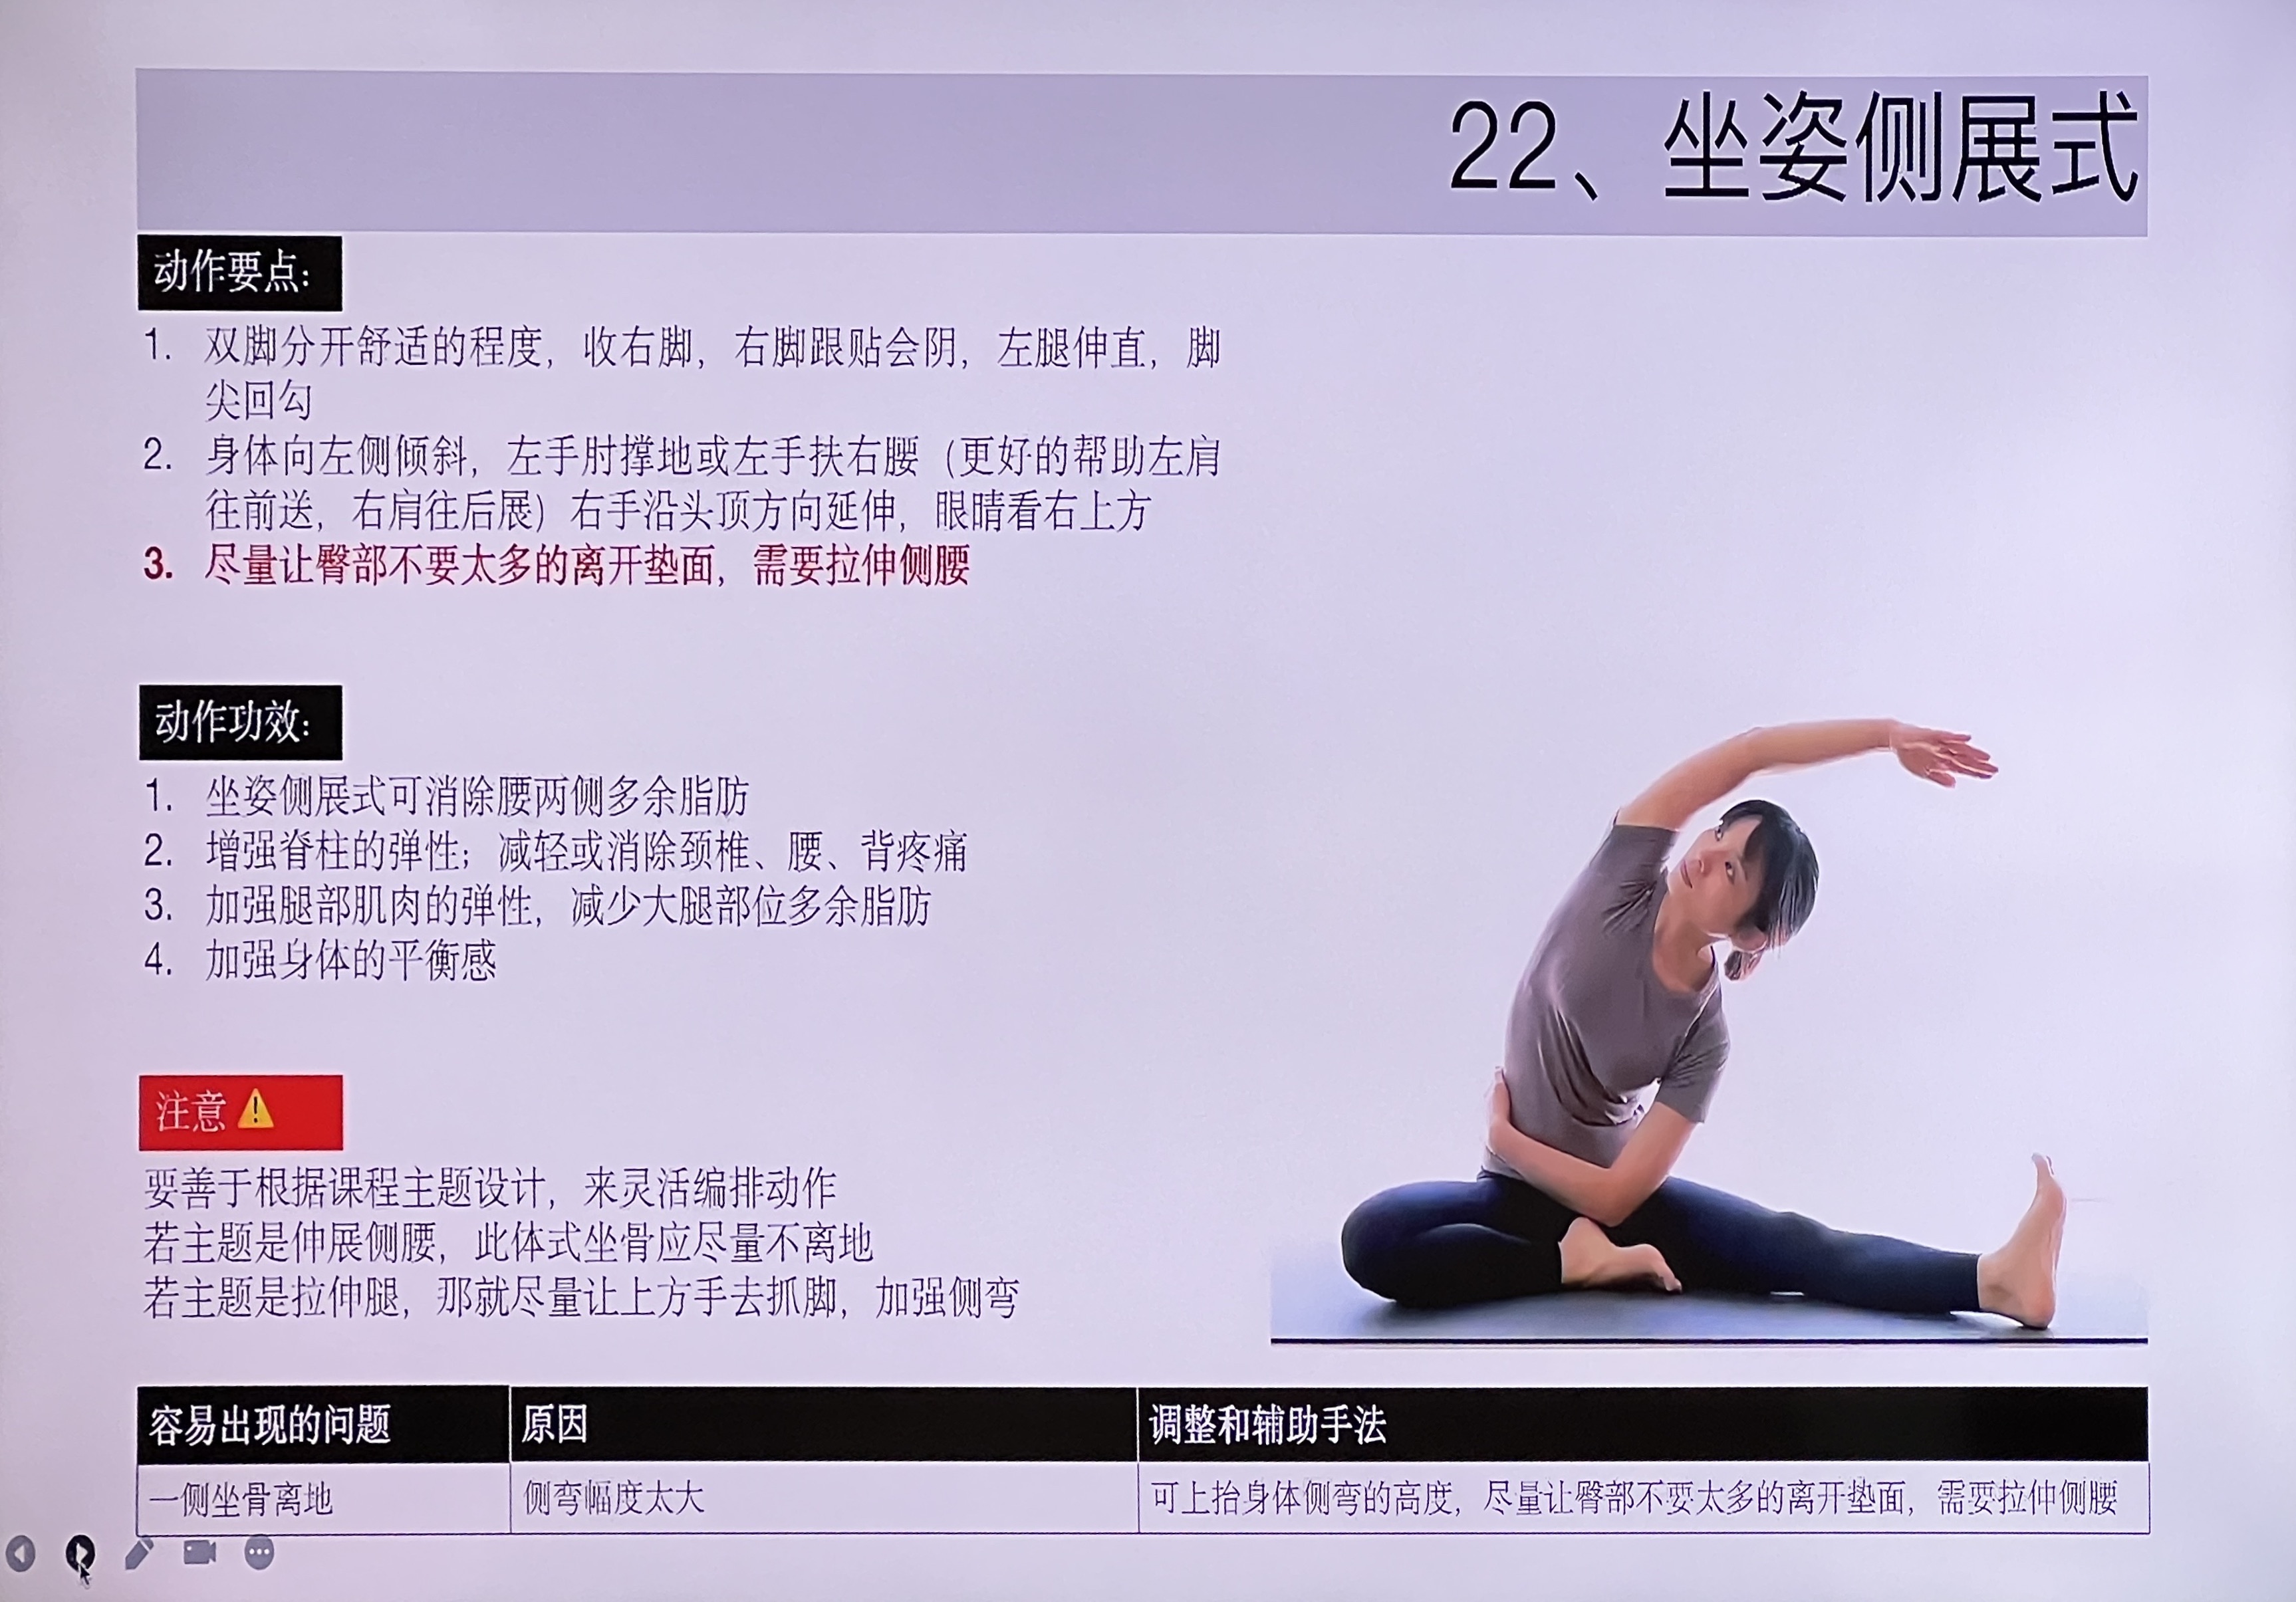 22、坐姿侧展式
动作要点:
1. 双脚分开舒适的程度，收右脚，右脚跟贴会阴，左腿伸直，脚
尖回勾
2. 身体向左侧倾斜，左手肘撑地或左手扶右腰（更好的帮助左肩
往前送，右肩往后展）右手沿头顶方向延伸，眼睛看右上方
3. 尽量让臀部不要太多的离开垫面，需要拉伸侧腰
动作功效:
1. 坐姿侧展式可消除腰两侧多余脂肪
2. 增强脊柱的弹性；减轻或消除颈椎、腰、背疼痛
3. 加强腿部肌肉的弹性，减少大腿部位多余脂肪
4. 加强身体的平衡感
注意⚠️
要善于根据课程主题设计，来灵活编排动作
若主题是伸展侧腰，此体式坐骨应尽量不离地
若主题是拉伸腿，那就尽量让上方手去抓脚，加强侧弯
容易出现的问题 原因 调整和辅助手法
一侧坐骨离地 侧弯幅度太大 可上抬身体侧弯的高度，尽量让臀部不要太多的离开垫面，需要拉伸侧腰